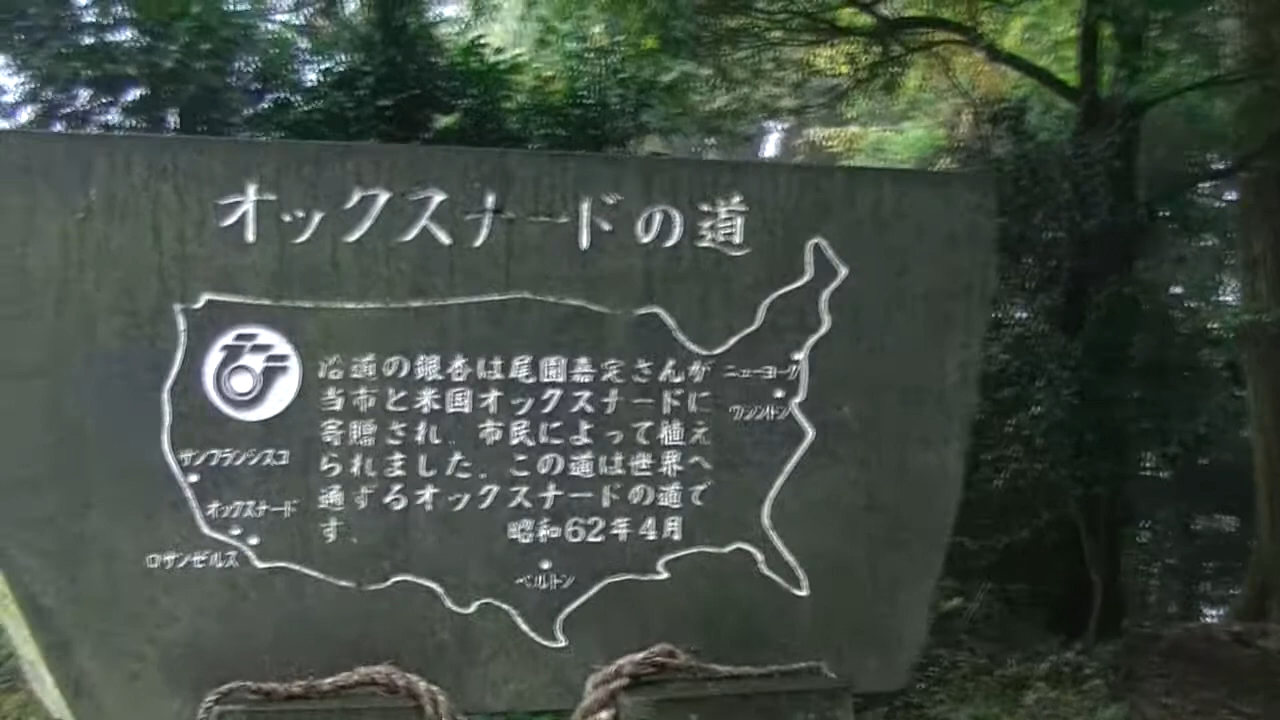 オックスナードの道
沿道の銀杏は尾園嘉定さんが
当市と米国オックスナードに
寄贈され、市民によって植え
られました。この道は世界へ
通ずるオックスナードの道で
す。 昭和62年4月
ニューヨーク
ワシントン
サンフランシスコ
オックスナード
ロサンゼルス
ベルトン